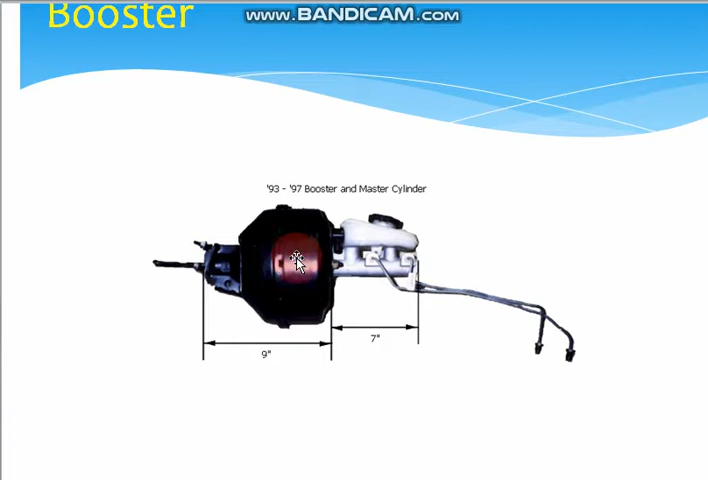 Booster
www.BANDICAM.com
'93 - '97 Booster and Master Cylinder
7"
9"